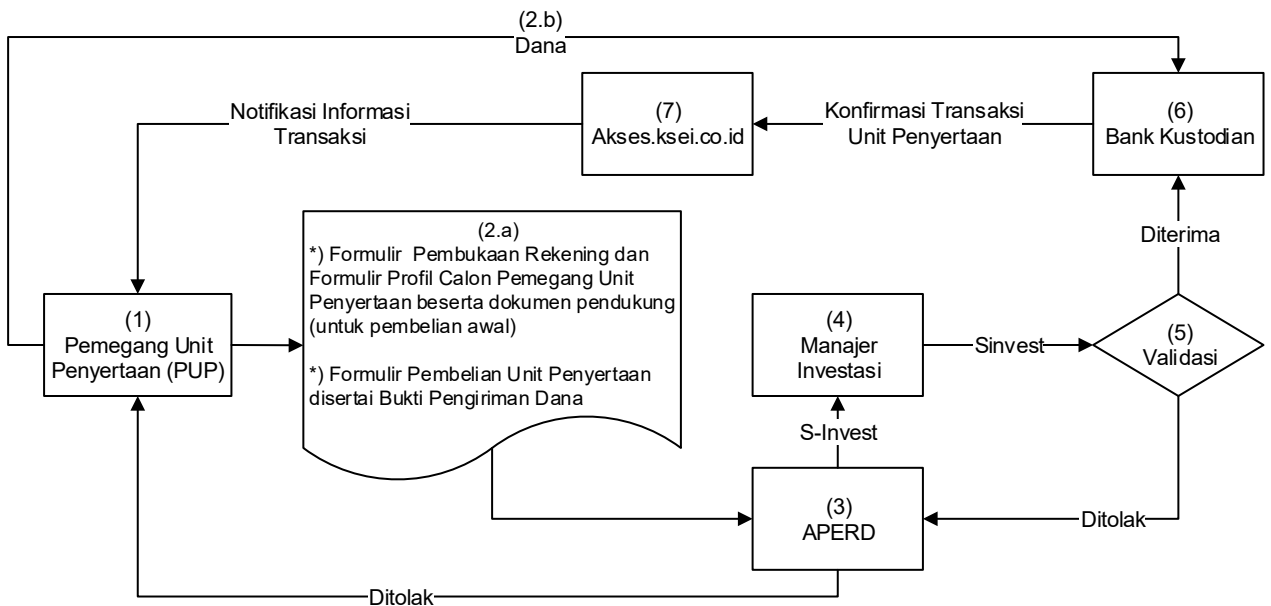 (2.b)
Dana
Notifikasi Informasi
Transaksi
(7)
Akses.ksei.co.id
Konfirmasi Transaksi
Unit Penyertaan
(6)
Bank Kustodian
(2.a)
*) Formulir Pembukaan Rekening dan
Formulir Profil Calon Pemegang Unit
Penyertaan beserta dokumen pendukung
(untuk pembelian awal)
*) Formulir Pembelian Unit Penyertaan
disertai Bukti Pengiriman Dana
Diterima
(1)
Pemegang Unit
Penyertaan (PUP)
(4)
Manajer
Investasi
Sinvest
(5)
Validasi
S-Invest
(3)
APERD
Ditolak
Ditolak